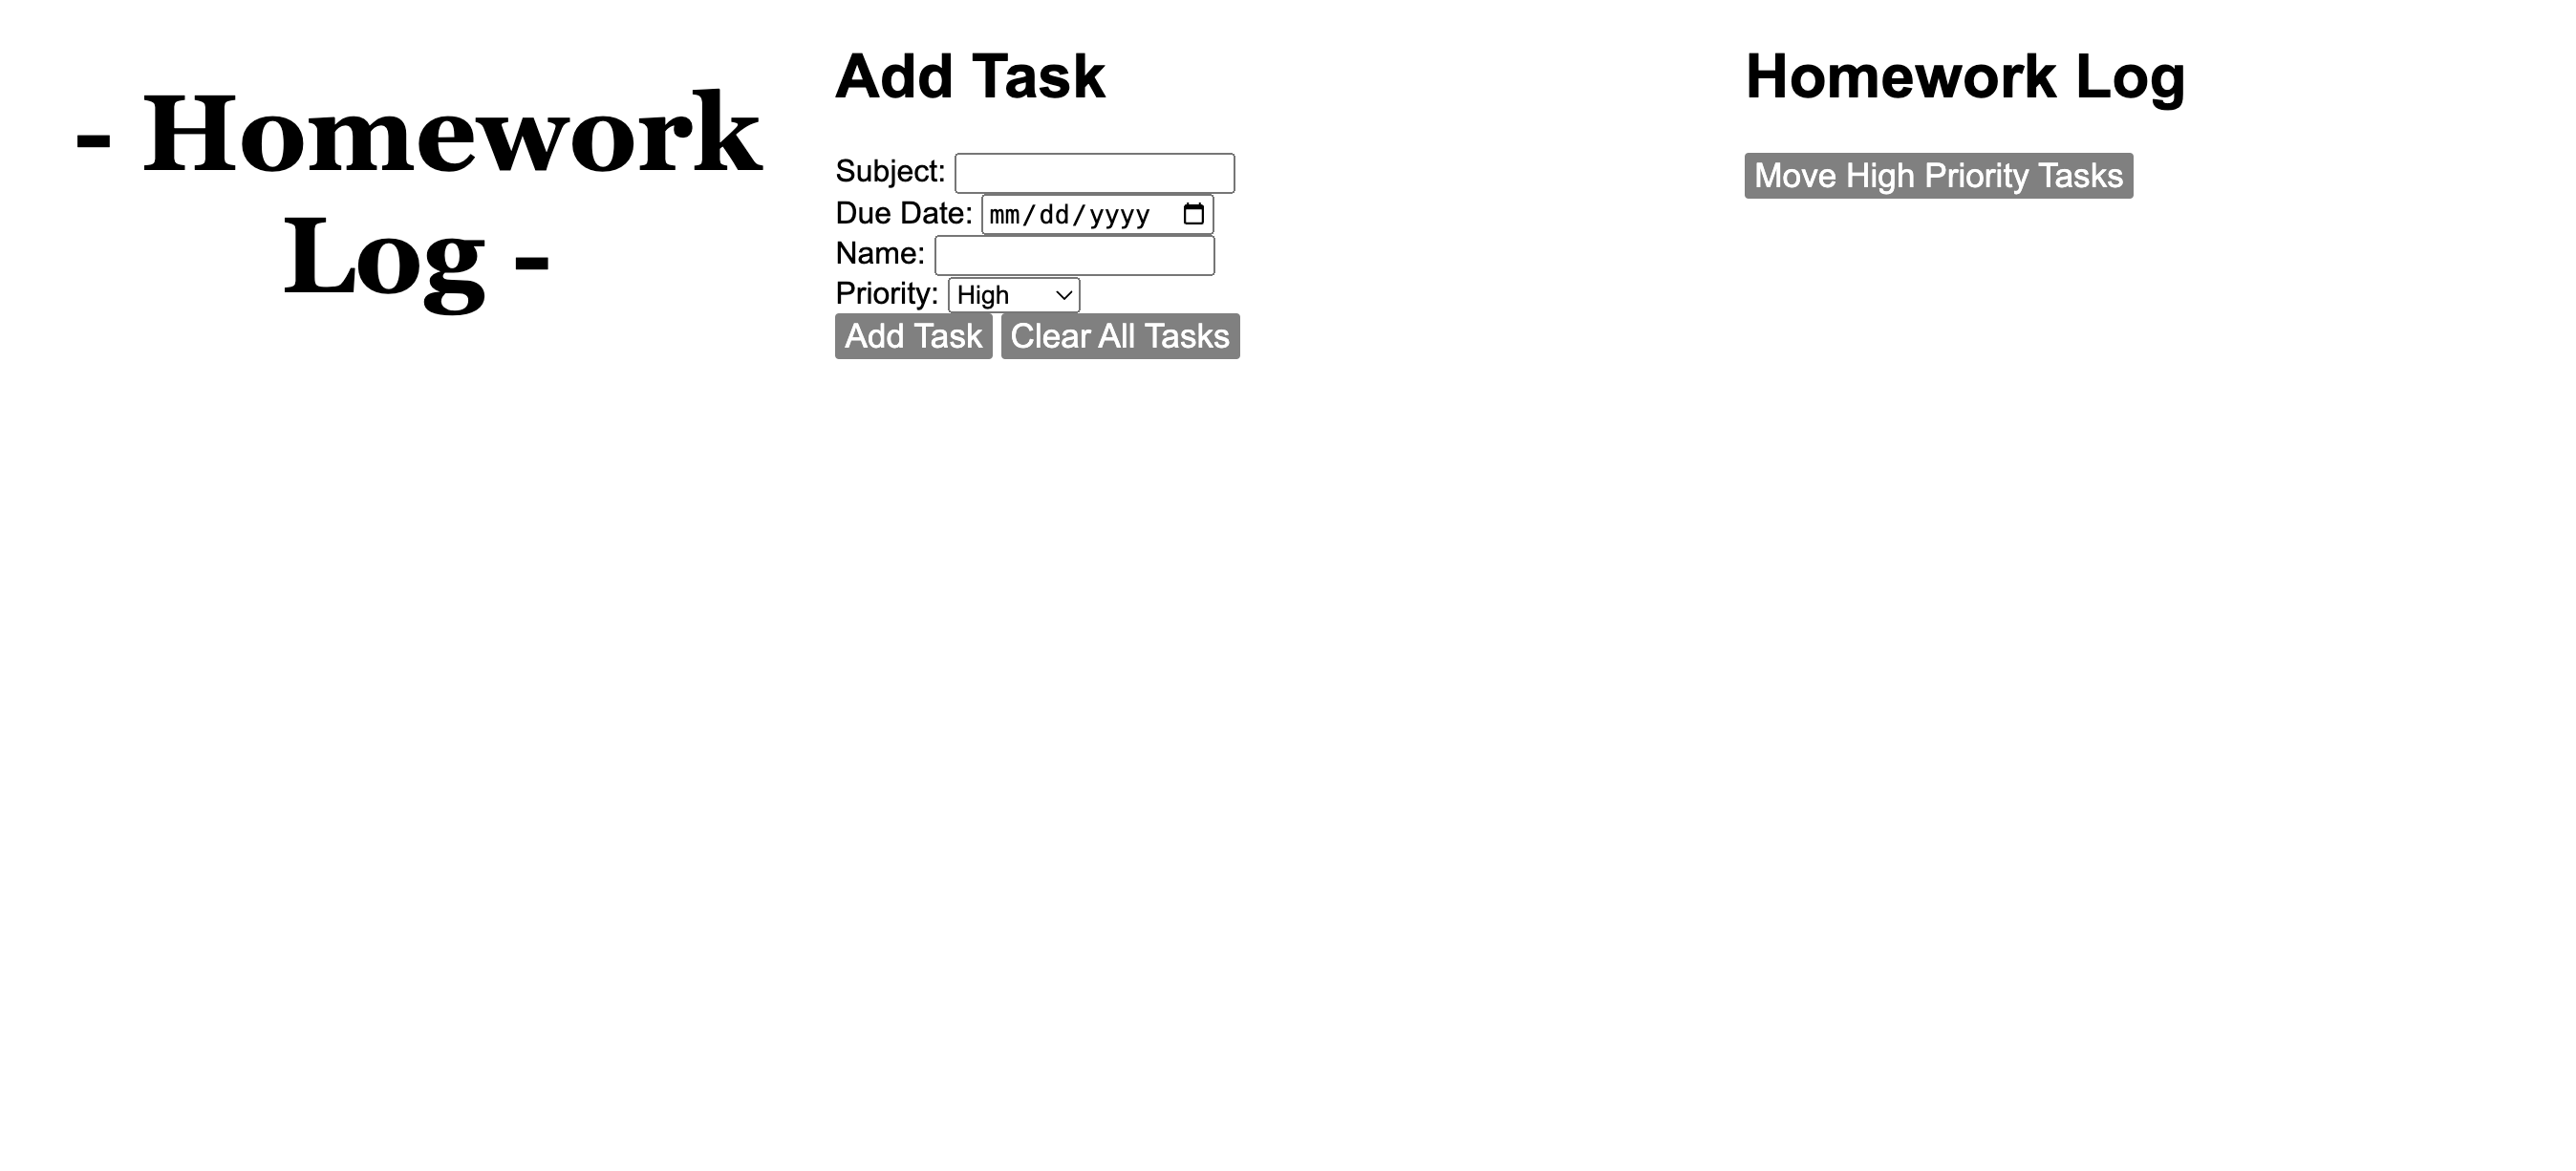 - Homework
Log -
Add Task
Subject:
Due Date: mm/dd/yyyy
Name:
Priority: High
Add Task Clear All Tasks
Homework Log
Move High Priority Tasks